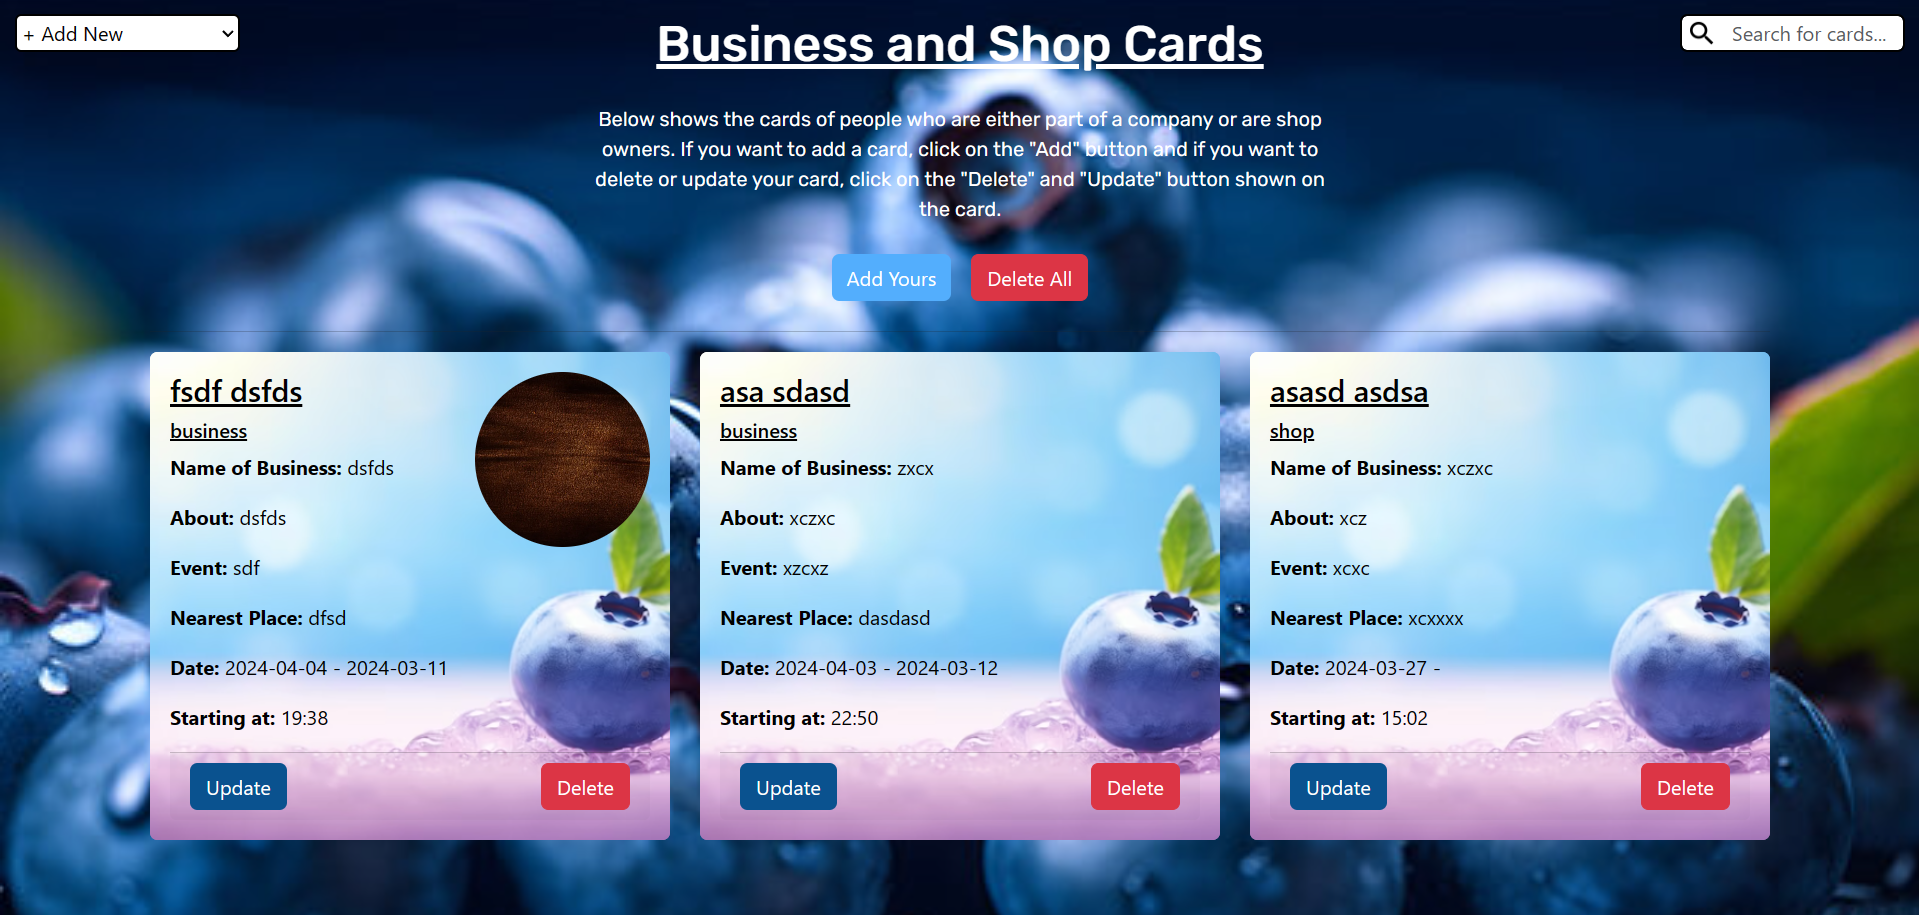 + Add New
Business and Shop Cards
Search for cards...
Below shows the cards of people who are either part of a company or are shop
owners. If you want to add a card, click on the "Add" button and if you want to
delete or update your card, click on the "Delete" and "Update" button shown on
the card.
Add Yours
Delete All
fsdf dsfds
business
Name of Business: dsfds
About: dsfds
Event: sdf
Nearest Place: dfsd
Date: 2024-04-04 - 2024-03-11
Starting at: 19:38
Update
Delete
asa sdasd
business
Name of Business: zxcx
About: xczxc
Event: xzcxz
Nearest Place: dasdasd
Date: 2024-04-03 - 2024-03-12
Starting at: 22:50
Update
Delete
asasd asdsa
shop
Name of Business: xczxc
About: xcz
Event: xcxc
Nearest Place: xcxxxx
Date: 2024-03-27 -
Starting at: 15:02
Update
Delete